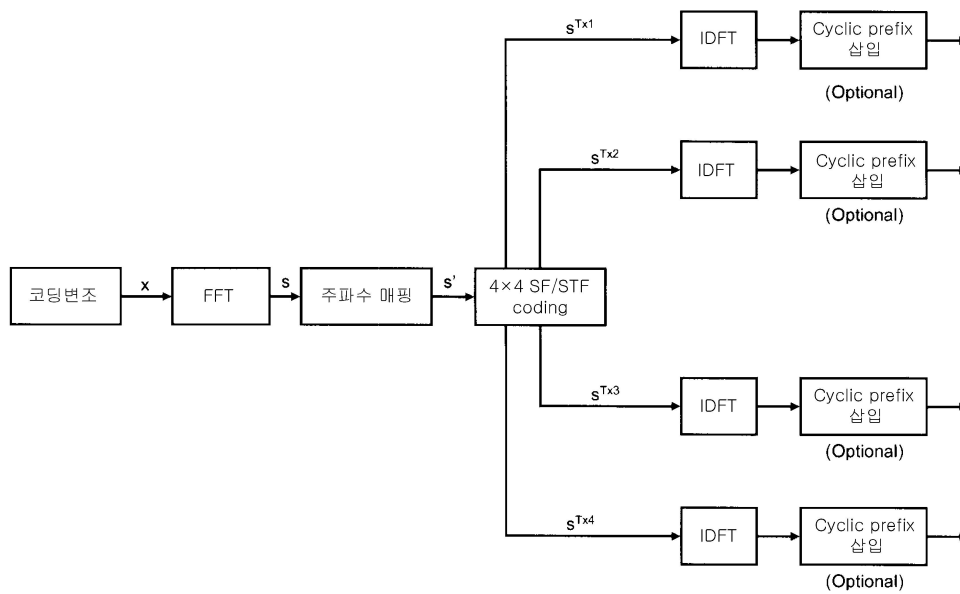 s^Tx1
IDFT
Cyclic prefix
삽입
(Optional)
s^Tx2
IDFT
Cyclic prefix
삽입
(Optional)
코딩변조
x
FFT
s
주파수 매핑
s'
4×4 SF/STF
coding
s^Tx3
IDFT
Cyclic prefix
삽입
(Optional)
s^Tx4
IDFT
Cyclic prefix
삽입
(Optional)